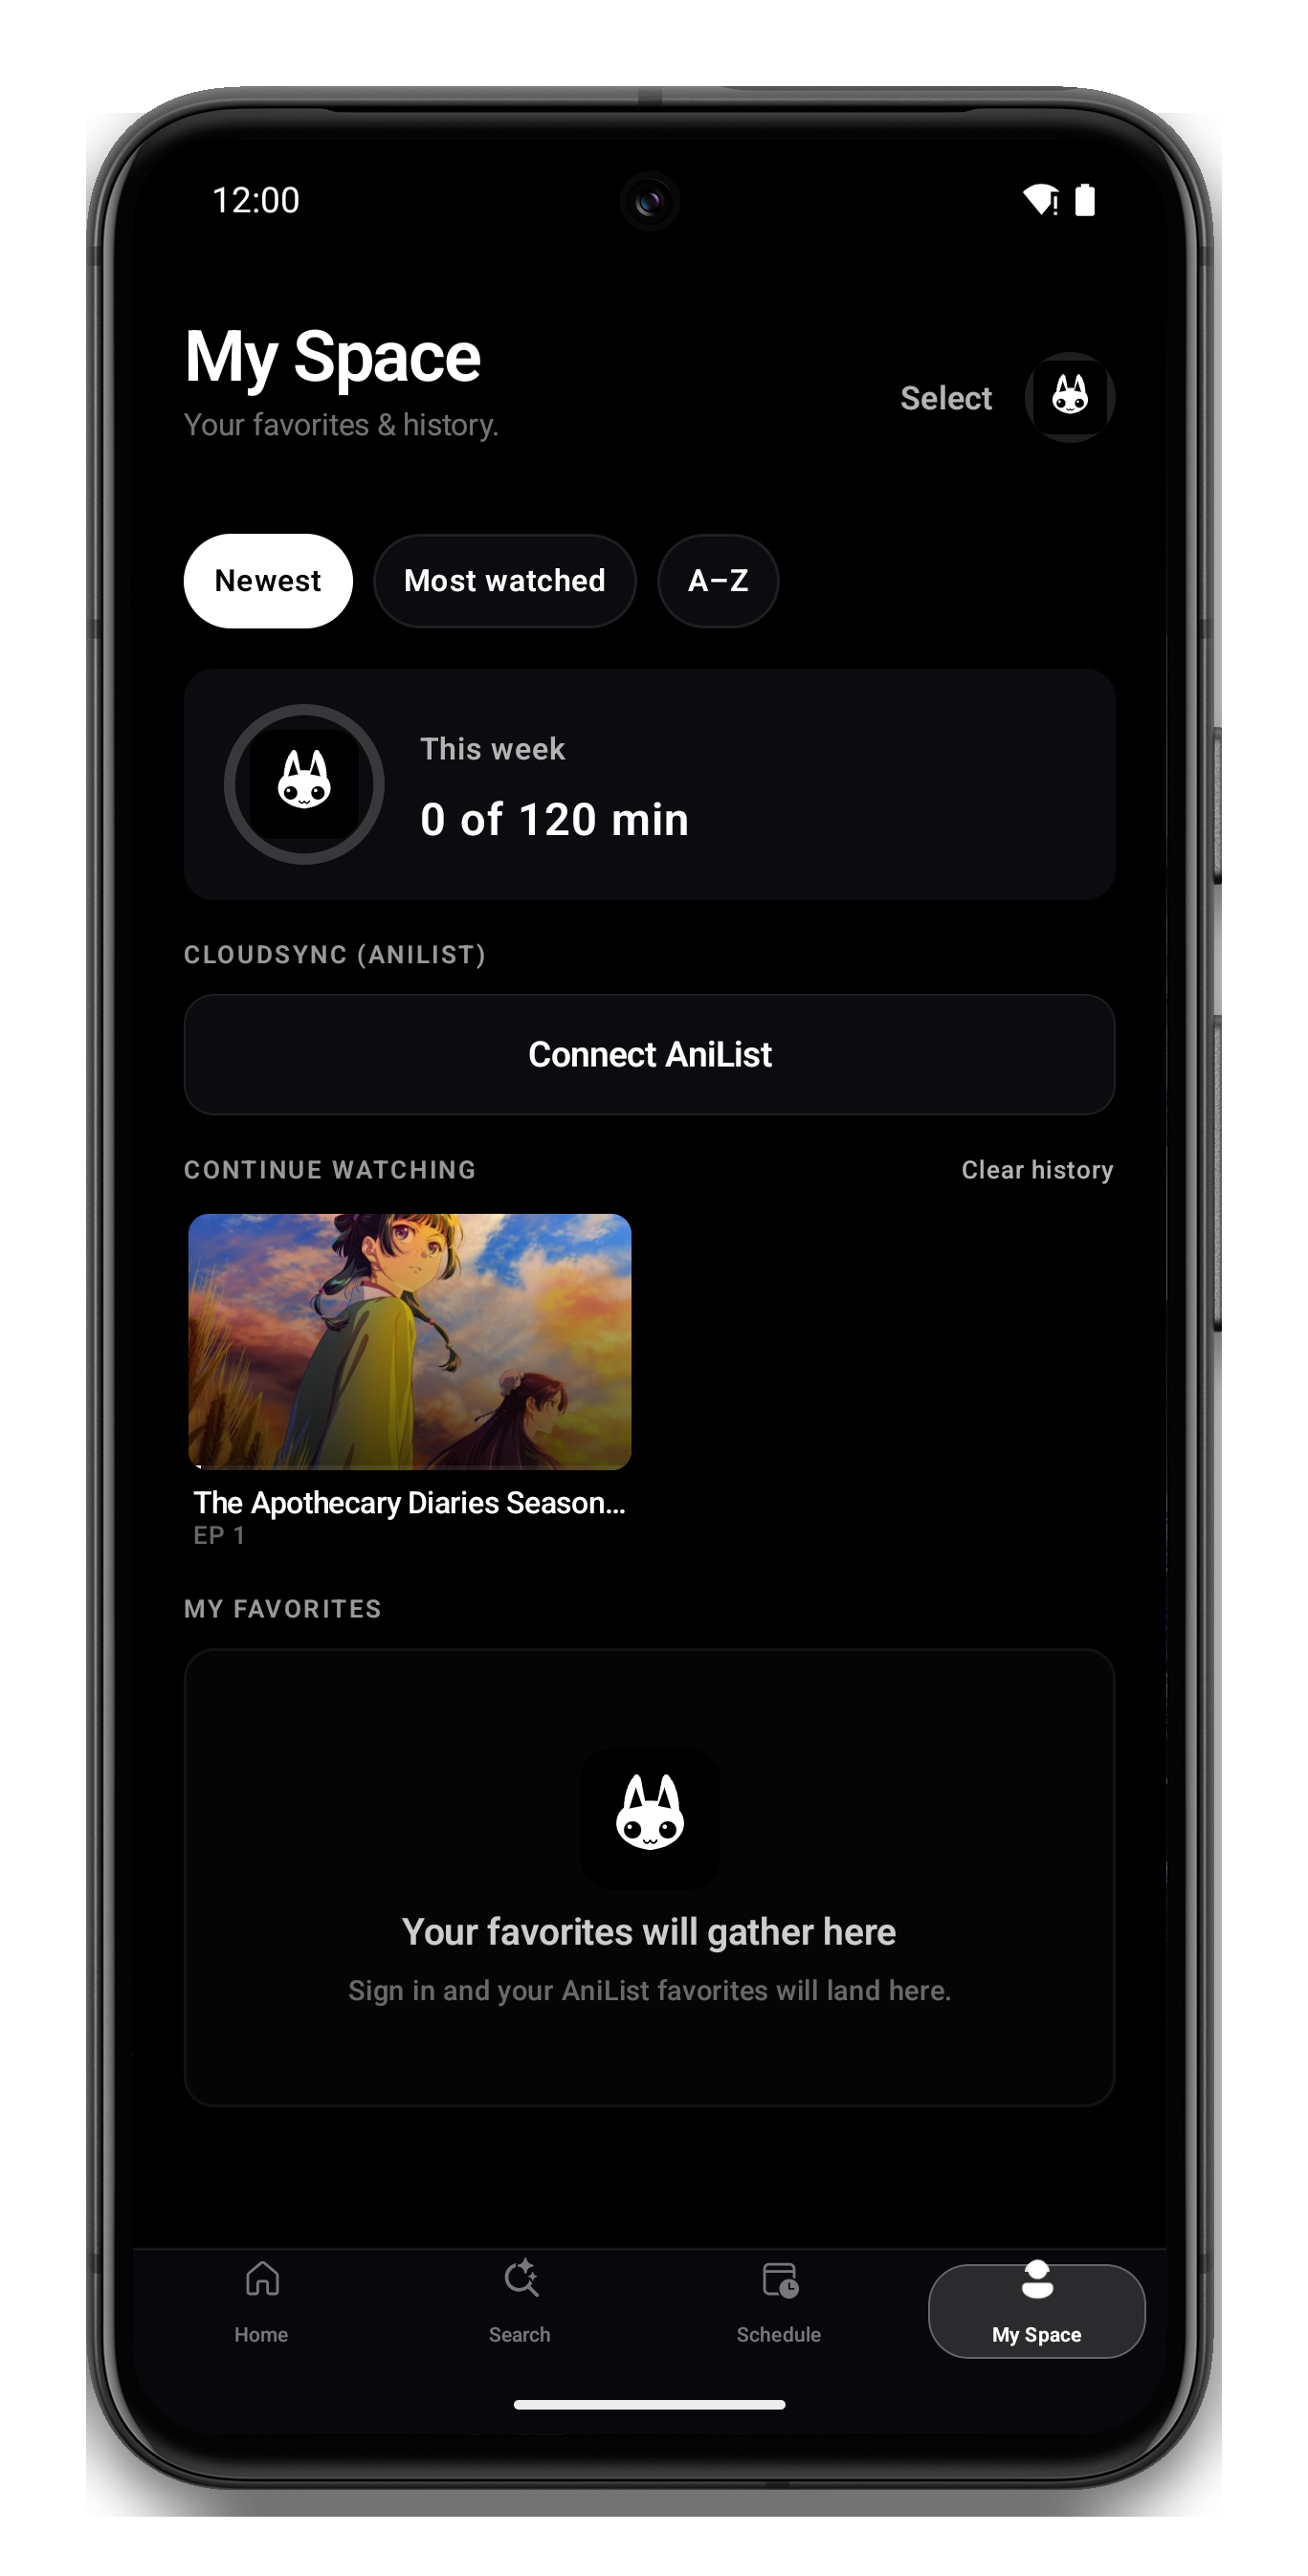 12:00
My Space
Your favorites & history.
Select
Newest
Most watched
A–Z
This week
0 of 120 min
CLOUDSYNC (ANILIST)
Connect AniList
CONTINUE WATCHING
Clear history
The Apothecary Diaries Season...
EP 1
MY FAVORITES
Your favorites will gather here
Sign in and your AniList favorites will land here.
Home
Search
Schedule
My Space